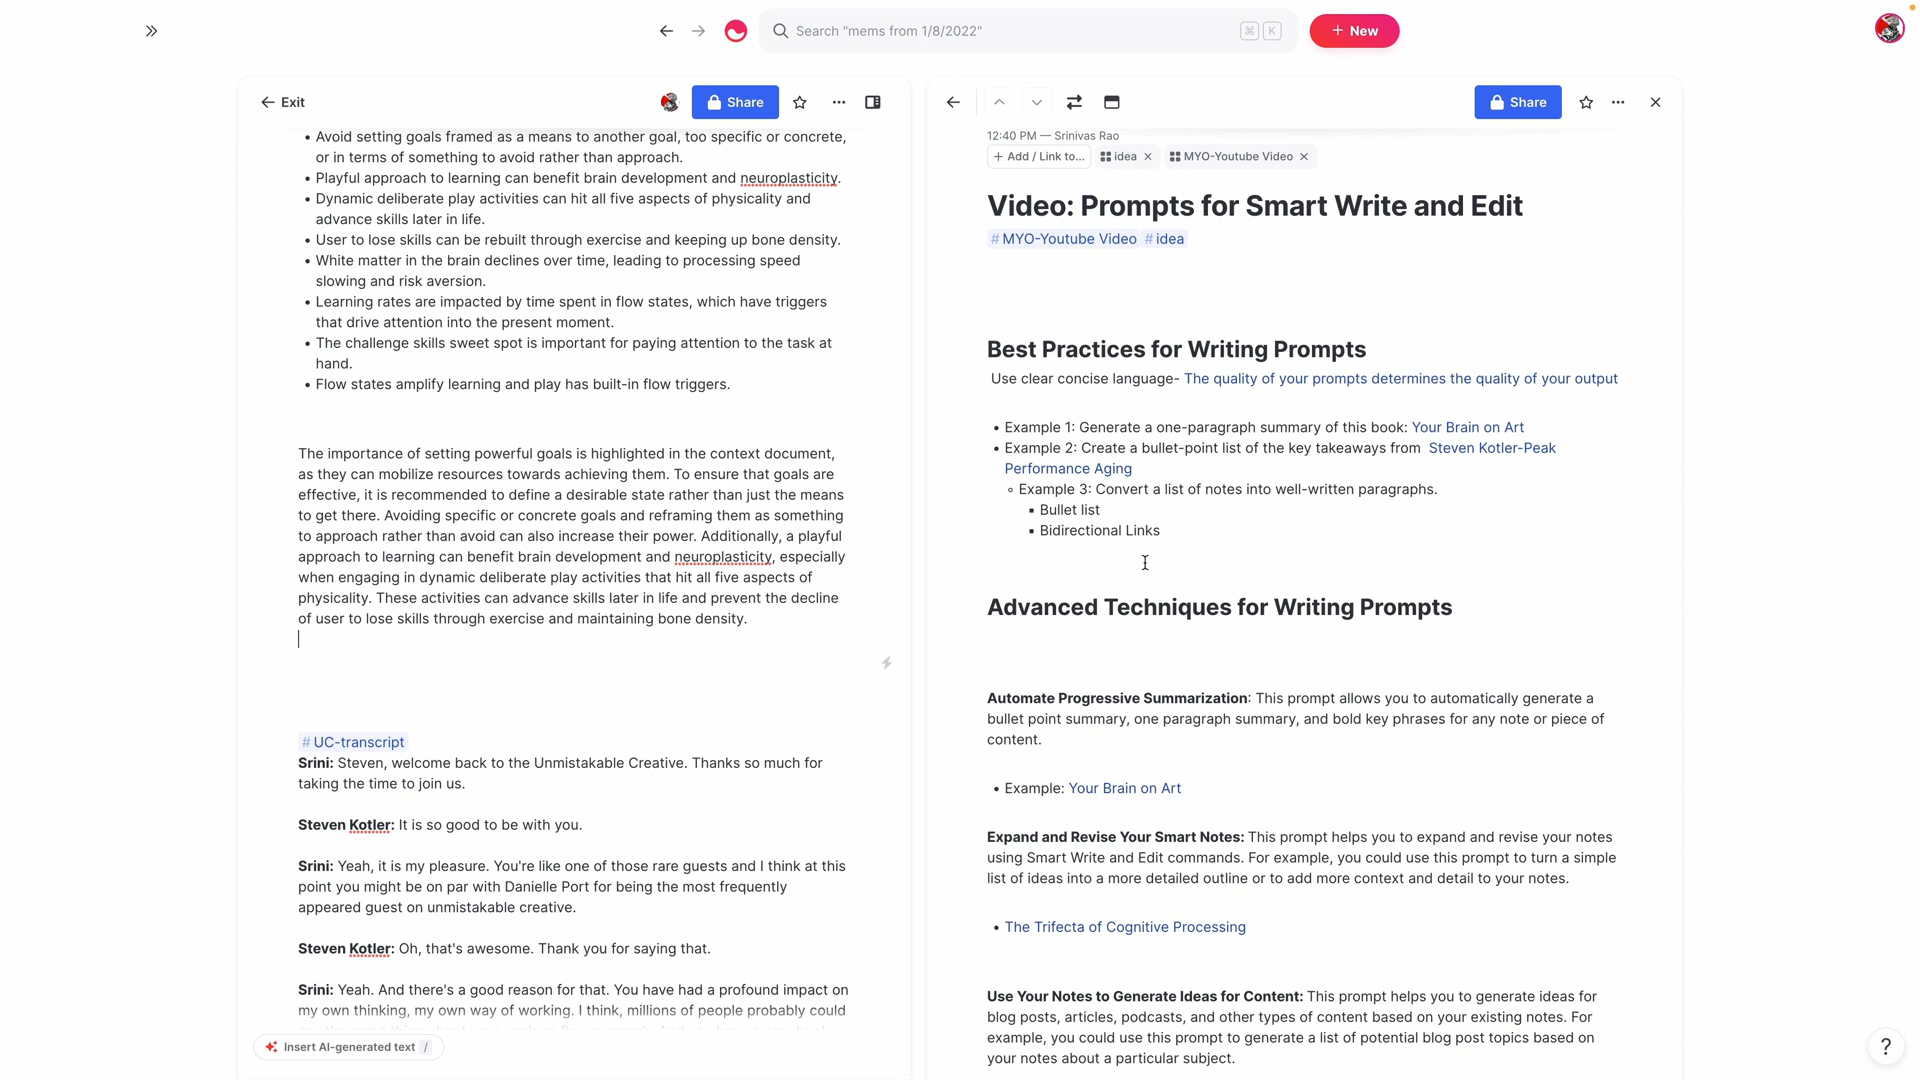 Search "mems from 1/8/2022"
⌘ K
+ New
Exit
Share
• Avoid setting goals framed as a means to another goal, too specific or concrete,
or in terms of something to avoid rather than approach.
• Playful approach to learning can benefit brain development and neuroplasticity.
• Dynamic deliberate play activities can hit all five aspects of physicality and
advance skills later in life.
• User to lose skills can be rebuilt through exercise and keeping up bone density.
• White matter in the brain declines over time, leading to processing speed
slowing and risk aversion.
• Learning rates are impacted by time spent in flow states, which have triggers
that drive attention into the present moment.
• The challenge skills sweet spot is important for paying attention to the task at
hand.
• Flow states amplify learning and play has built-in flow triggers.
The importance of setting powerful goals is highlighted in the context document,
as they can mobilize resources towards achieving them. To ensure that goals are
effective, it is recommended to define a desirable state rather than just the means
to get there. Avoiding specific or concrete goals and reframing them as something
to approach rather than avoid can also increase their power. Additionally, a playful
approach to learning can benefit brain development and neuroplasticity, especially
when engaging in dynamic deliberate play activities that hit all five aspects of
physicality. These activities can advance skills later in life and prevent the decline
of user to lose skills through exercise and maintaining bone density.
# UC-transcript
Srini: Steven, welcome back to the Unmistakable Creative. Thanks so much for
taking the time to join us.
Steven Kotler: It is so good to be with you.
Srini: Yeah, it is my pleasure. You're like one of those rare guests and I think at this
point you might be on par with Danielle Port for being the most frequently
appeared guest on unmistakable creative.
Steven Kotler: Oh, that's awesome. Thank you for saying that.
Srini: Yeah. And there's a good reason for that. You have had a profound impact on
my own thinking, my own way of working. I think, millions of people probably could
Insert AI-generated text /
Share
12:40 PM — Srinivas Rao
+ Add / Link to...
idea ×
MYO-Youtube Video ×
Video: Prompts for Smart Write and Edit
# MYO-Youtube Video # idea
Best Practices for Writing Prompts
Use clear concise language- The quality of your prompts determines the quality of your output
• Example 1: Generate a one-paragraph summary of this book: Your Brain on Art
• Example 2: Create a bullet-point list of the key takeaways from Steven Kotler-Peak
Performance Aging
◦ Example 3: Convert a list of notes into well-written paragraphs.
▪ Bullet list
▪ Bidirectional Links
Advanced Techniques for Writing Prompts
Automate Progressive Summarization: This prompt allows you to automatically generate a
bullet point summary, one paragraph summary, and bold key phrases for any note or piece of
content.
• Example: Your Brain on Art
Expand and Revise Your Smart Notes: This prompt helps you to expand and revise your notes
using Smart Write and Edit commands. For example, you could use this prompt to turn a simple
list of ideas into a more detailed outline or to add more context and detail to your notes.
• The Trifecta of Cognitive Processing
Use Your Notes to Generate Ideas for Content: This prompt helps you to generate ideas for
blog posts, articles, podcasts, and other types of content based on your existing notes. For
example, you could use this prompt to generate a list of potential blog post topics based on
your notes about a particular subject.
?